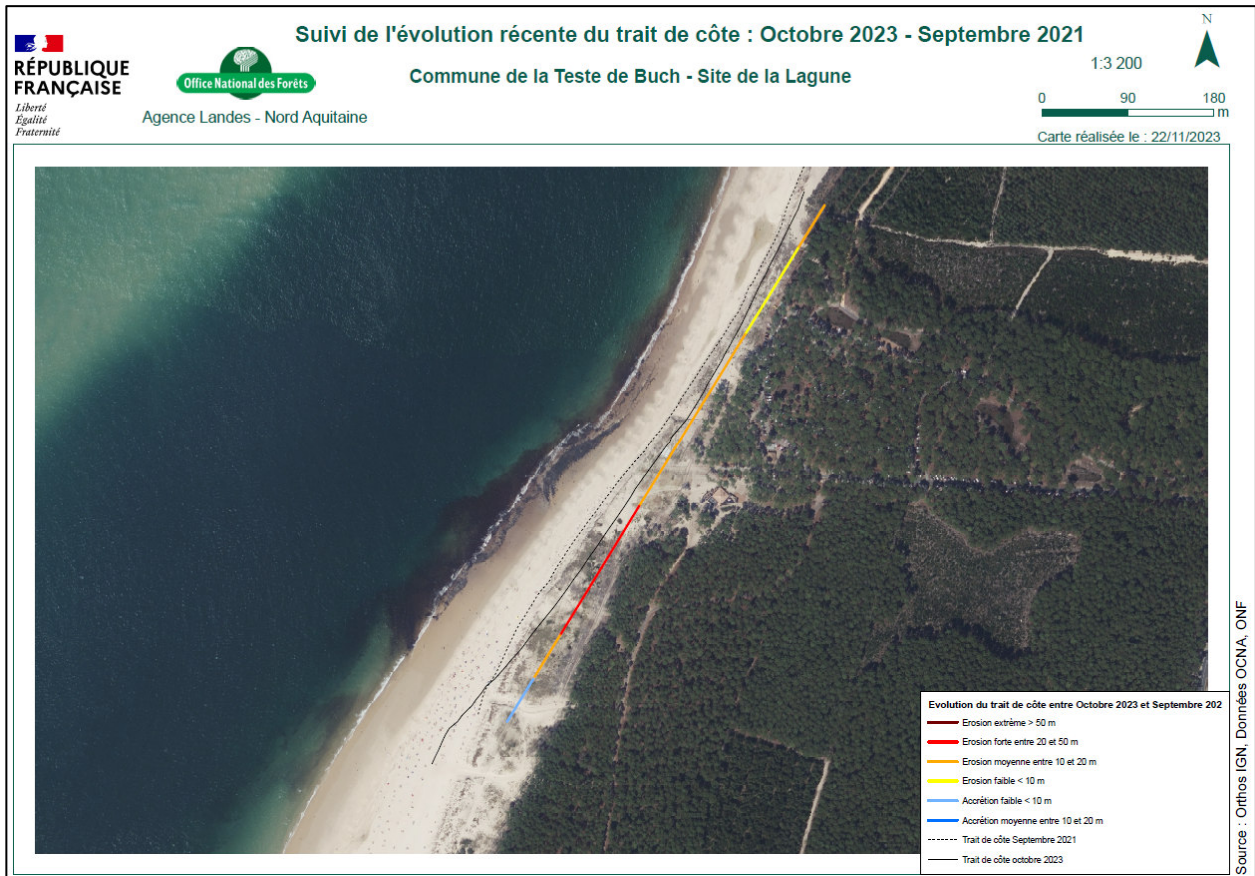 Suivi de l'évolution récente du trait de côte : Octobre 2023 - Septembre 2021
Commune de la Teste de Buch - Site de la Lagune
RÉPUBLIQUE
FRANÇAISE
Liberté
Égalité
Fraternité
Office National des Forêts
Agence Landes - Nord Aquitaine
N
1:3 200
0 90 180
m
Carte réalisée le : 22/11/2023
Evolution du trait de côte entre Octobre 2023 et Septembre 202
Erosion extrême > 50 m
Erosion forte entre 20 et 50 m
Erosion moyenne entre 10 et 20 m
Erosion faible < 10 m
Accrétion faible < 10 m
Accrétion moyenne entre 10 et 20 m
Trait de côte Septembre 2021
Trait de côte octobre 2023
Source : Orthos IGN, Données OCNA, ONF